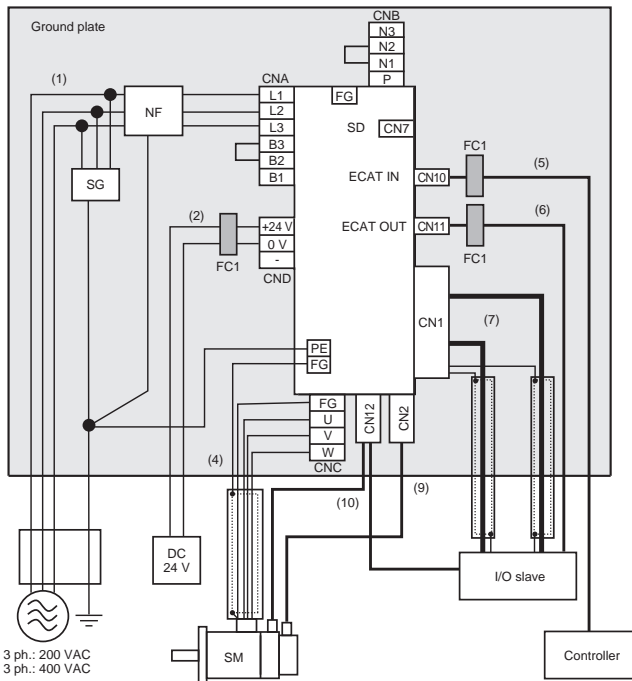 Ground plate
CNB
N3
N2
N1
P
(1)
NF
SG
CNA
L1
L2
L3
B3
B2
B1
FG
SD
CN7
ECAT IN
CN10
FC1
(5)
ECAT OUT
CN11
FC1
(6)
(2)
FC1
+24 V
0 V
-
CND
CN1
(7)
PE
FG
FG
U
V
W
CNC
CN12
CN2
(4)
(10)
(9)
DC
24 V
SM
I/O slave
Controller
3 ph.: 200 VAC
3 ph.: 400 VAC